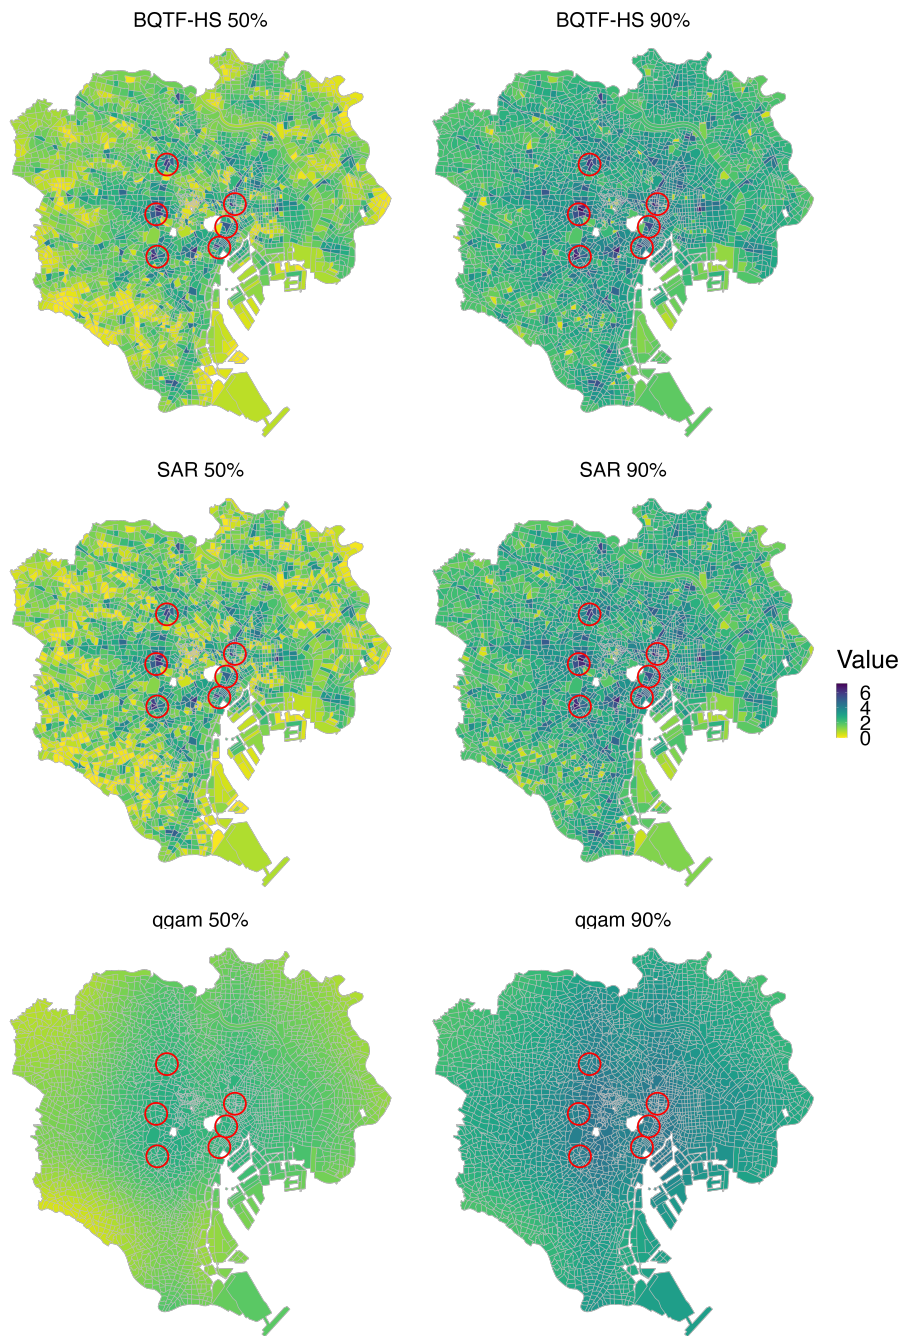 BQTF-HS 50%
BQTF-HS 90%
SAR 50%
SAR 90%
Value
6
4
2
0
qgam 50%
qgam 90%